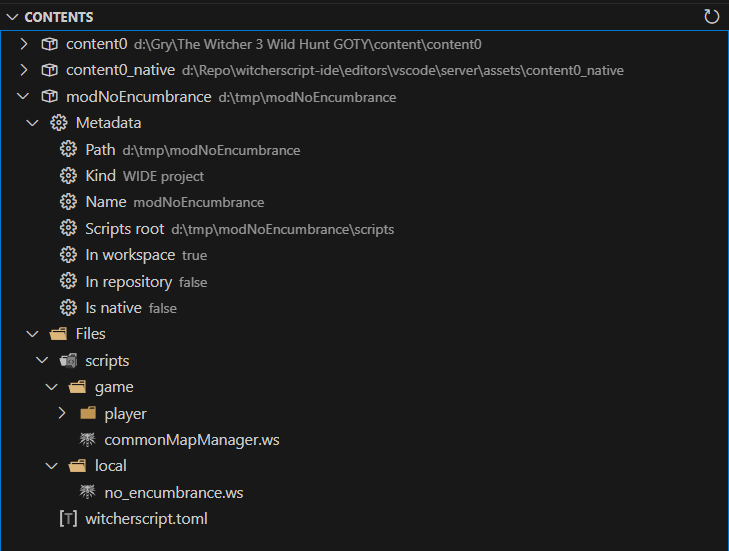 CONTENTS
content0 d:\Gry\The Witcher 3 Wild Hunt GOTY\content\content0
content0_native d:\Repo\witcherscript-ide\editors\vscode\server\assets\content0_native
modNoEncumbrance d:\tmp\modNoEncumbrance
Metadata
Path d:\tmp\modNoEncumbrance
Kind WIDE project
Name modNoEncumbrance
Scripts root d:\tmp\modNoEncumbrance\scripts
In workspace true
In repository false
Is native false
Files
scripts
game
player
commonMapManager.ws
local
no_encumbrance.ws
[T] witcherscript.toml